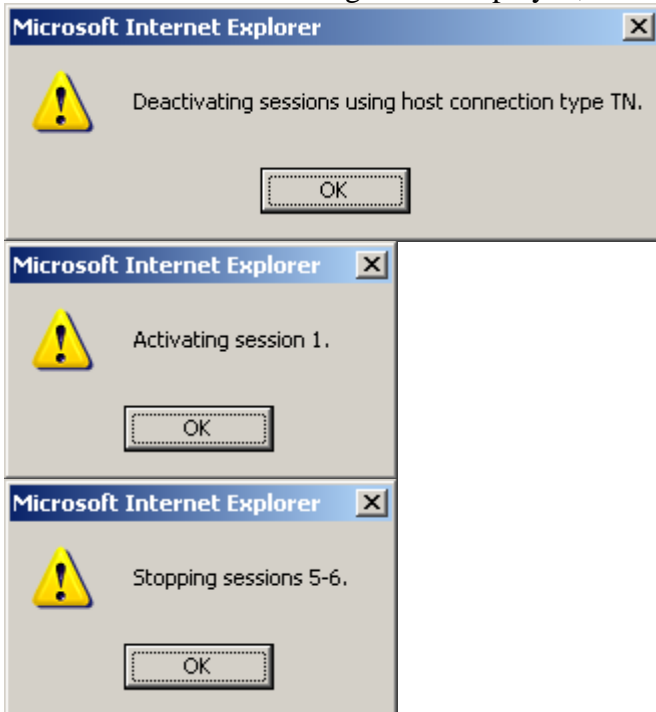 Microsoft Internet Explorer
Deactivating sessions using host connection type TN.
OK
Microsoft Internet Explorer
Activating session 1.
OK
Microsoft Internet Explorer
Stopping sessions 5-6.
OK